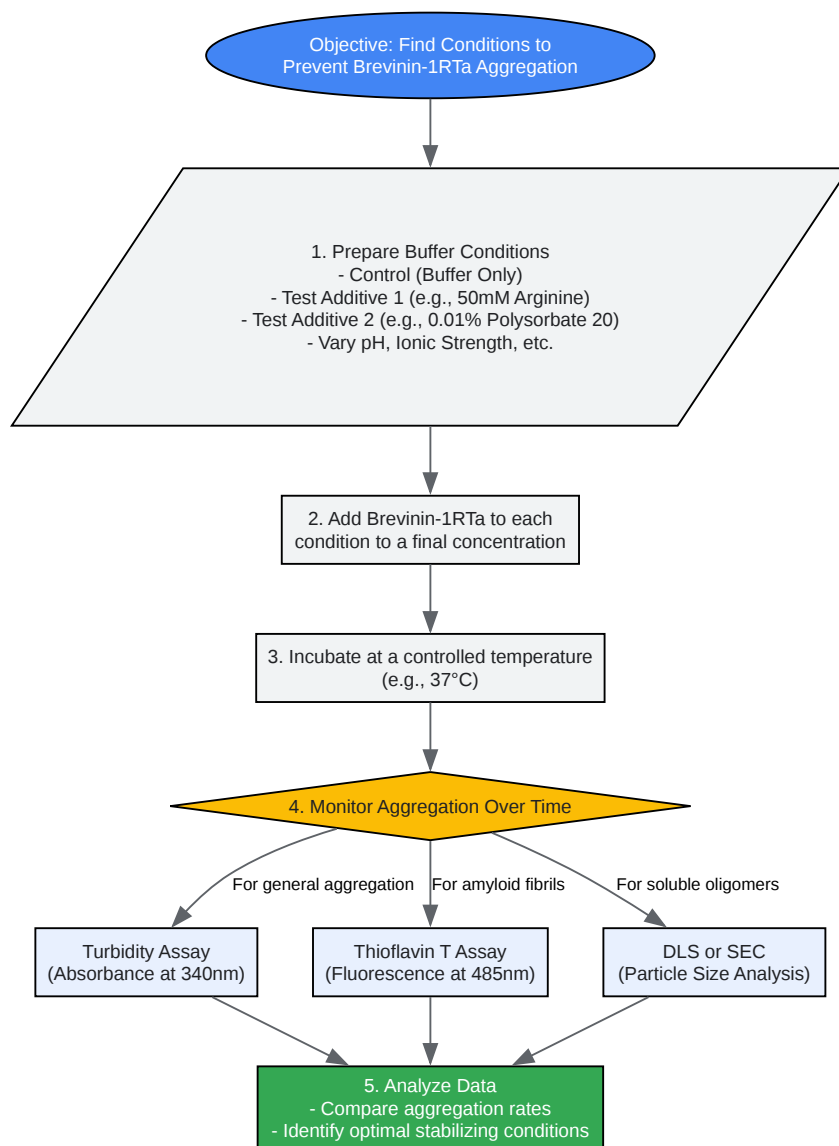 Objective: Find Conditions to
Prevent Brevinin-1RTa Aggregation
1. Prepare Buffer Conditions
- Control (Buffer Only)
- Test Additive 1 (e.g., 50mM Arginine)
- Test Additive 2 (e.g., 0.01% Polysorbate 20)
- Vary pH, Ionic Strength, etc.
2. Add Brevinin-1RTa to each
condition to a final concentration
3. Incubate at a controlled temperature
(e.g., 37°C)
4. Monitor Aggregation Over Time
For general aggregation
For amyloid fibrils
For soluble oligomers
Turbidity Assay
(Absorbance at 340nm)
Thioflavin T Assay
(Fluorescence at 485nm)
DLS or SEC
(Particle Size Analysis)
5. Analyze Data
- Compare aggregation rates
- Identify optimal stabilizing conditions